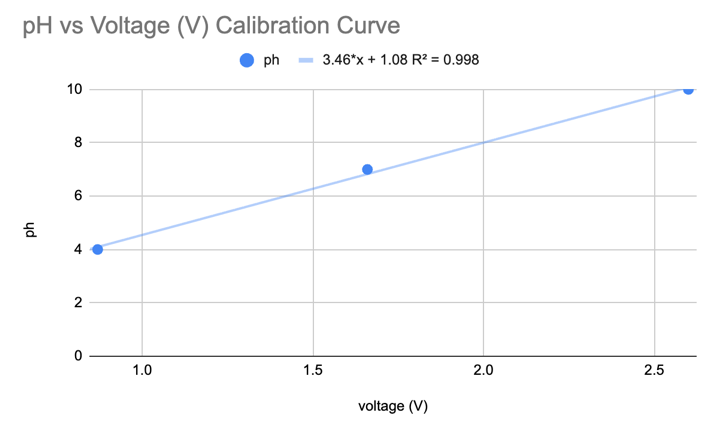 pH vs Voltage (V) Calibration Curve
ph 3.46*x + 1.08 R² = 0.998
10
8
6
4
2
0
ph
1.0 1.5 2.0 2.5
voltage (V)